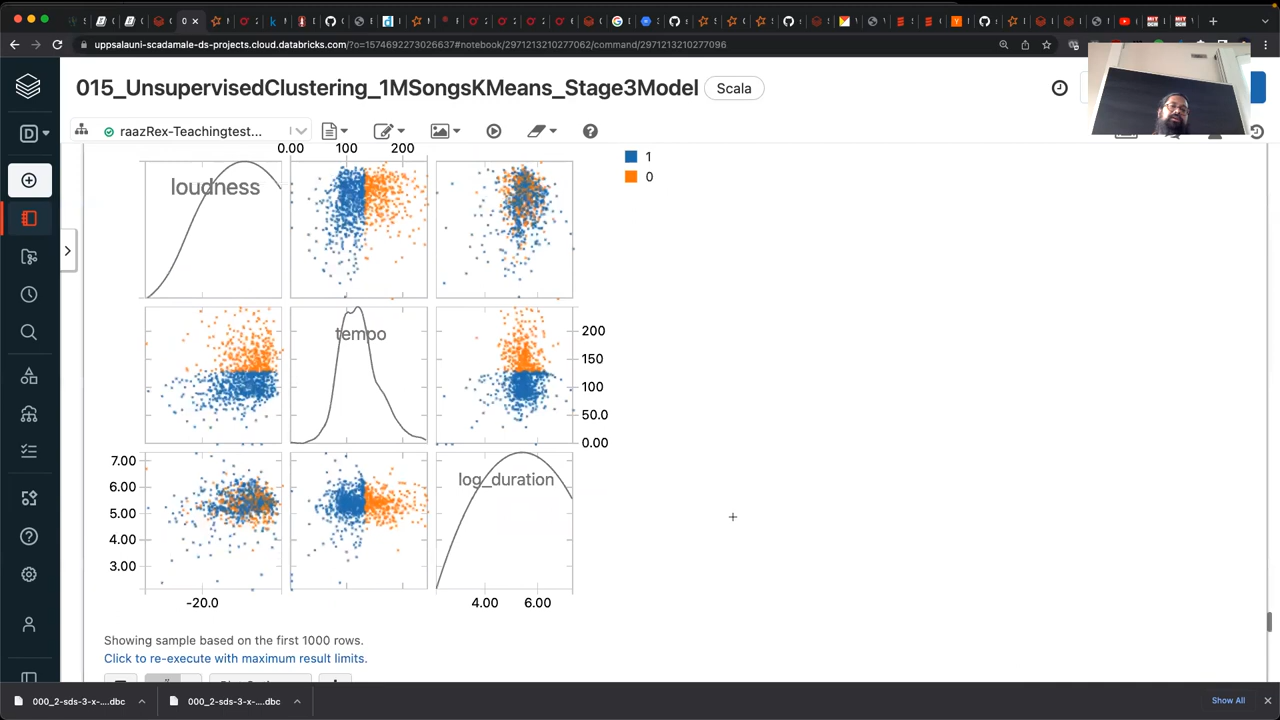 uppsalauni-scadamale-ds-projects.cloud.databricks.com/?o=1574692273026637#notebook/2971213210277062/command/2971213210277096
015_UnsupervisedClustering_1MSongsKMeans_Stage3Model
Scala
D
raazRex-Teachingtest...
0.00 100 200
1
0
loudness
tempo
200
150
100
50.0
0.00
7.00
6.00
5.00
4.00
3.00
log_duration
-20.0
4.00 6.00
Showing sample based on the first 1000 rows.
Click to re-execute with maximum result limits.
000_2-sds-3-x-....dbc
000_2-sds-3-x-....dbc
Show All